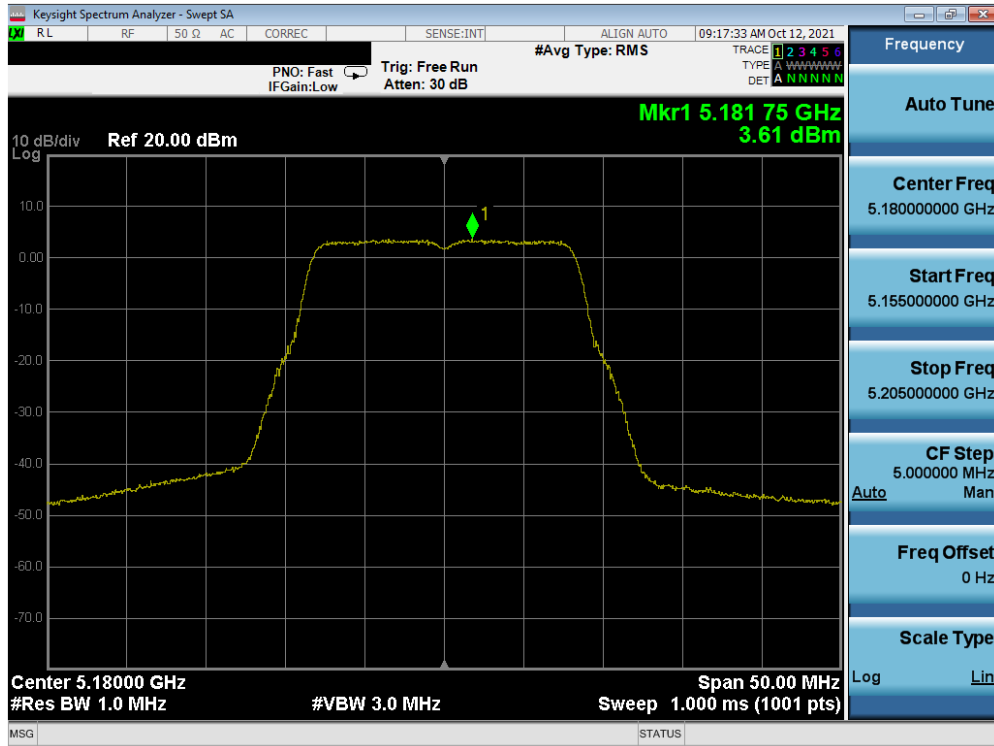 Keysight Spectrum Analyzer - Swept SA
LXI RL RF 50 Ω AC CORREC SENSE:INT ALIGN AUTO 09:17:33 AM Oct 12, 2021
#Avg Type: RMS
TRACE 1 2 3 4 5 6
PNO: Fast Trig: Free Run TYPE A WWWWW
IFGain:Low Atten: 30 dB DET A N N N N N
Mkr1 5.181 75 GHz
3.61 dBm
10 dB/div Ref 20.00 dBm
Log
1
10.0
0.00
-10.0
-20.0
-30.0
-40.0
-50.0
-60.0
-70.0
Center 5.18000 GHz Span 50.00 MHz
#Res BW 1.0 MHz #VBW 3.0 MHz Sweep 1.000 ms (1001 pts)
MSG STATUS
Frequency
Auto Tune
Center Freq
5.180000000 GHz
Start Freq
5.155000000 GHz
Stop Freq
5.205000000 GHz
CF Step
5.000000 MHz
Auto Man
Freq Offset
0 Hz
Scale Type
Log Lin